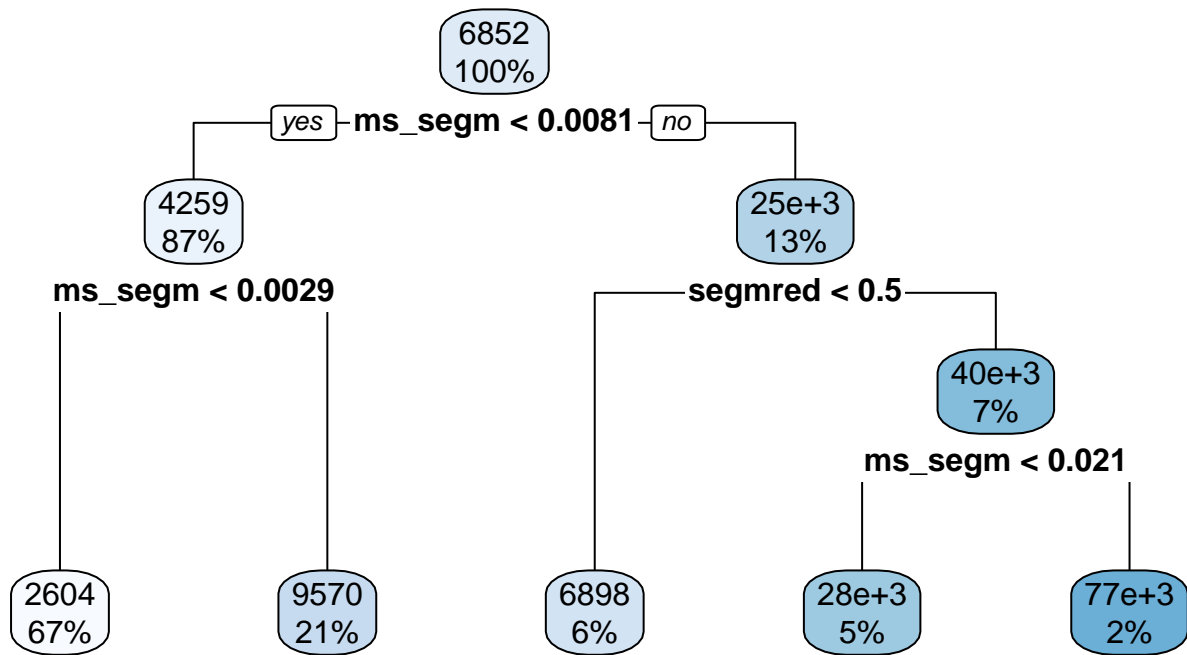 6852
100%
yes ms_segm < 0.0081 no
4259
87%
25e+3
13%
ms_segm < 0.0029
segmred < 0.5
40e+3
7%
ms_segm < 0.021
2604
67%
9570
21%
6898
6%
28e+3
5%
77e+3
2%